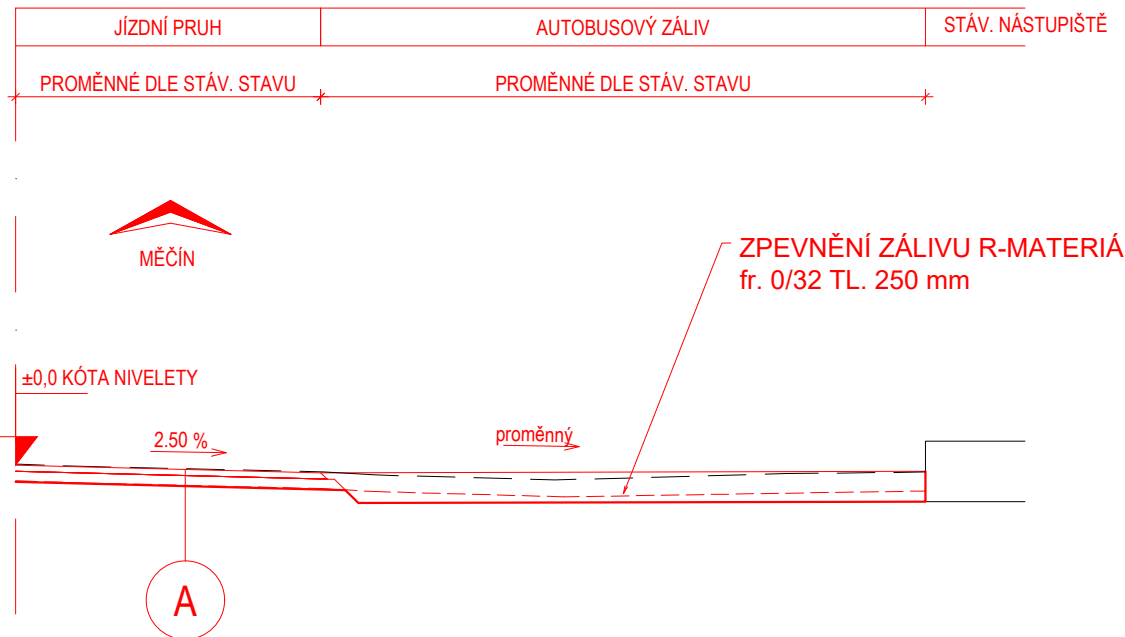 JÍZDNÍ PRUH
AUTOBUSOVÝ ZÁLIV
STÁV. NÁSTUPIŠTĚ
PROMĚNNÉ DLE STÁV. STAVU
PROMĚNNÉ DLE STÁV. STAVU
MĚČÍN
ZPEVNĚNÍ ZÁLIVU R-MATERIÁ
fr. 0/32 TL. 250 mm
±0,0 KÓTA NIVELETY
2.50 %
proměnný
A